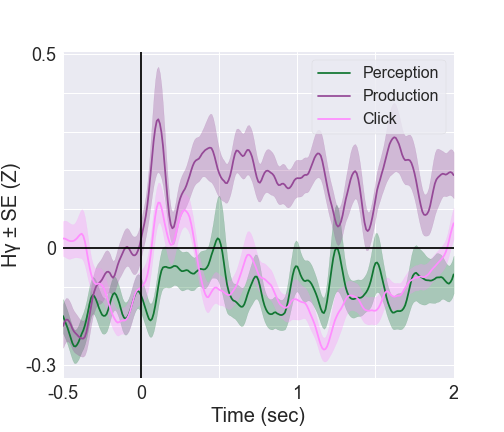 0.5
0
-0.3
Hγ ± SE (Z)
Perception
Production
Click
-0.5
0
1
2
Time (sec)